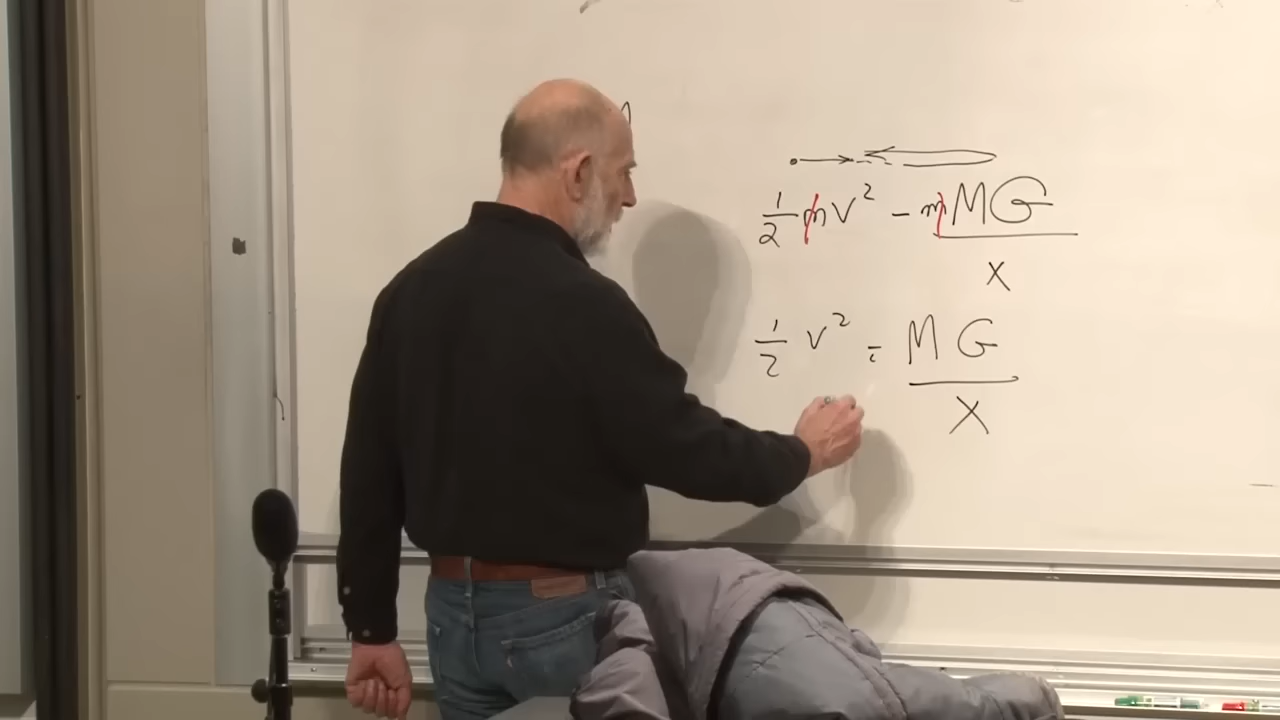 ½ mv² − mMG / x
½ v² = MG / x